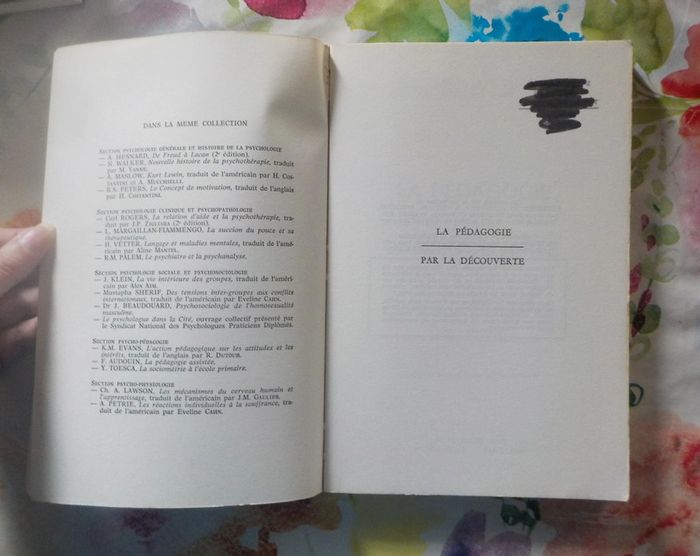 DANS LA MEME COLLECTION
SECTION PSYCHOLOGIE GÉNÉRALE ET HISTOIRE DE LA PSYCHOLOGIE
— A. HESNARD, De Freud à Lacan (2e édition).
— N. WALKER, Nouvelle histoire de la psychothérapie, traduit
par M. YANNE.
— A. MASLOW, Kurt Lewin, traduit de l'américain par H. COS-
TANTINI et A. MUCCHIELLI.
— R.S. PETERS, Le Concept de motivation, traduit de l'anglais
par H. COSTANTINI.
SECTION PSYCHOLOGIE CLINIQUE ET PSYCHOPATHOLOGIE
— Carl ROGERS, La relation d'aide et la psychothérapie, tra-
duit par J.P. ZIGLIARA (2e édition).
— L. MARGAILLAN-FIAMMENGO, La succion du pouce et sa
thérapeutique.
— H. VETTER, Langage et maladies mentales, traduit de l'amé-
ricain par Aline MANTEL.
— R.M. PALEM, Le psychiatre et la psychanalyse.
SECTION PSYCHOLOGIE SOCIALE ET PSYCHOSOCIOLOGIE
— J. KLEIN, La vie intérieure des groupes, traduit de l'améri-
cain par Alex AIM.
— Mustapha SHERIF, Des tensions inter-groupes aux conflits
internationaux, traduit de l'américain par Eveline CAHN.
— Dr J. BEAUDOUARD, Psychosociologie de l'homosexualité
masculine.
— Le psychologue dans la Cité, ouvrage collectif présenté par
le Syndicat National des Psychologues Praticiens Diplômés.
SECTION PSYCHO-PÉDAGOGIE
— K.M. EVANS, L'action pédagogique sur les attitudes et les
intérêts, traduit de l'anglais par R. DUTOUR.
— F. AUDOUIN, La pédagogie assistée.
— Y. TOESCA, La sociométrie à l'école primaire.
SECTION PSYCHO-PHYSIOLOGIE
— Ch. A. LAWSON, Les mécanismes du cerveau humain et
l'apprentissage, traduit de l'américain par J.M. GAULIER.
— A. PETRIE, Les réactions individuelles à la souffrance, tra-
duit de l'américain par Eveline CAHN.
LA PÉDAGOGIE
PAR LA DÉCOUVERTE